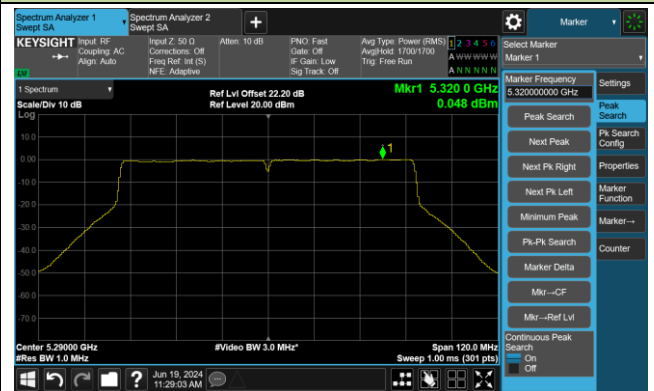 Spectrum Analyzer 1
Swept SA
Spectrum Analyzer 2
Swept SA
Marker
KEYSIGHT
Input: RF
Coupling: AC
Align: Auto
Input Z: 50 Ω
Corrections: Off
Freq Ref: Int (S)
NFE: Adaptive
Atten: 10 dB
PNO: Fast
Gate: Off
IF Gain: Low
Sig Track: Off
Avg Type: Power (RMS)
Avg|Hold: 1700/1700
Trig: Free Run
1 2 3 4 5 6
A W W W W W
A N N N N N
Select Marker
Marker 1
1 Spectrum
Scale/Div 10 dB
Log
Ref Lvl Offset 22.20 dB
Ref Level 20.00 dBm
Mkr1 5.320 0 GHz
0.048 dBm
10.0
0.00
-10.0
-20.0
-30.0
-40.0
-50.0
-60.0
-70.0
1
Center 5.29000 GHz
#Res BW 1.0 MHz
#Video BW 3.0 MHz*
Span 120.0 MHz
Sweep 1.00 ms (301 pts)
Marker Frequency
5.320000000 GHz
Peak Search
Next Peak
Next Pk Right
Next Pk Left
Minimum Peak
Pk-Pk Search
Marker Delta
Mkr→CF
Mkr→Ref Lvl
Continuous Peak
Search
On
Off
Settings
Peak
Search
Pk Search
Config
Properties
Marker
Function
Marker→
Counter
Jun 19, 2024
11:29:03 AM